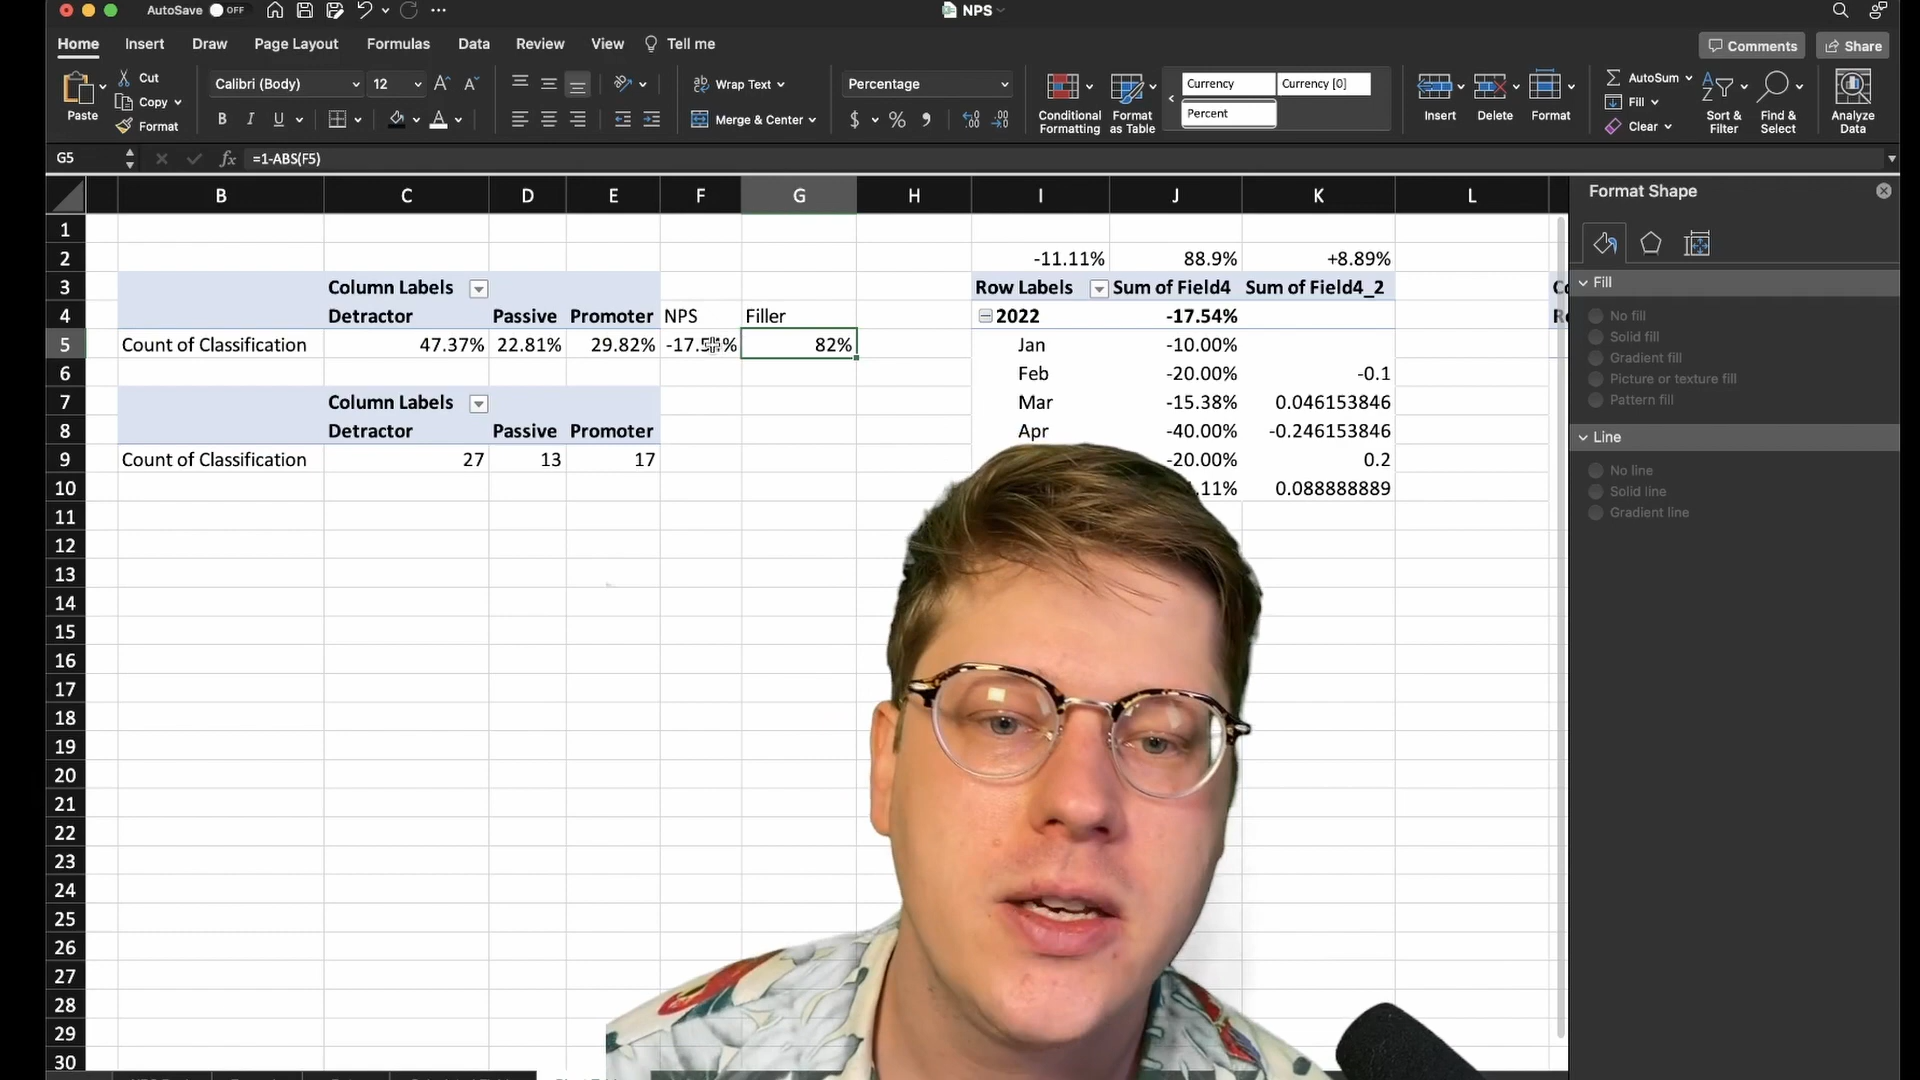 AutoSave OFF
NPS
Home Insert Draw Page Layout Formulas Data Review View Tell me
Comments Share
Paste
Cut
Copy
Format
Calibri (Body) 12
Wrap Text
Merge & Center
Percentage
Conditional Formatting
Format as Table
Currency
Currency [0]
Percent
Insert
Delete
Format
AutoSum
Fill
Clear
Sort & Filter
Find & Select
Analyze Data
G5 fx =1-ABS(F5)
B C D E F G H I J K L
1
2 -11.11% 88.9% +8.89%
3 Column Labels Row Labels Sum of Field4 Sum of Field4_2
4 Detractor Passive Promoter NPS Filler 2022 -17.54%
5 Count of Classification 47.37% 22.81% 29.82% 82% Jan -10.00%
6 Feb -20.00% -0.1
7 Column Labels Mar -15.38% 0.046153846
8 Detractor Passive Promoter Apr -40.00% -0.246153846
9 Count of Classification 27 13 17 -20.00% 0.2
10 .11% 0.088888889
11
12
13
14
15
16
17
18
19
20
21
22
23
24
25
26
27
28
29
30
Format Shape
Fill
No fill
Solid fill
Gradient fill
Picture or texture fill
Pattern fill
Line
No line
Solid line
Gradient line